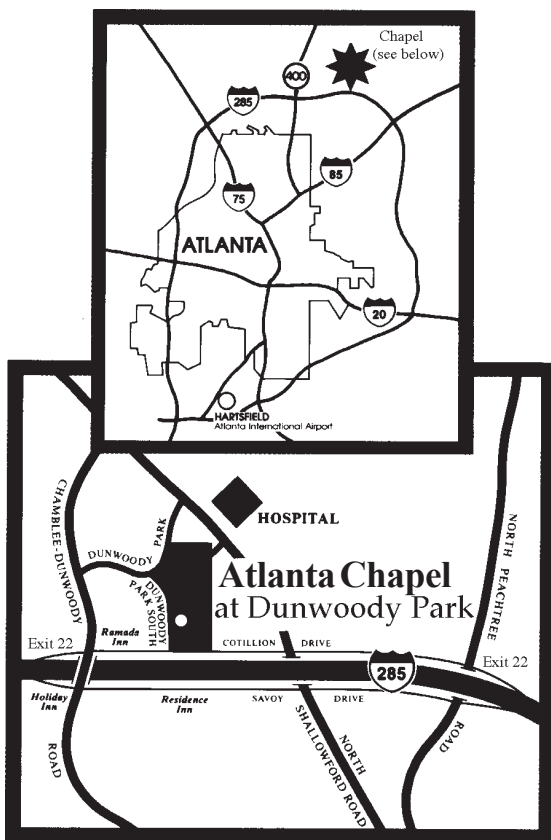 Chapel
(see below)
400
285
85
75
ATLANTA
20
HARTSFIELD
Atlanta International Airport
CHAMBLEE-DUNWOODY
ROAD
DUNWOODY
PARK
DUNWOODY
PARK SOUTH
HOSPITAL
NORTH PEACHTREE
ROAD
Atlanta Chapel
at Dunwoody Park
Ramada
Inn
COTILLION DRIVE
Exit 22
Exit 22
285
Holiday
Inn
Residence
Inn
SAVOY DRIVE
NORTH
SHALLOWFORD ROAD